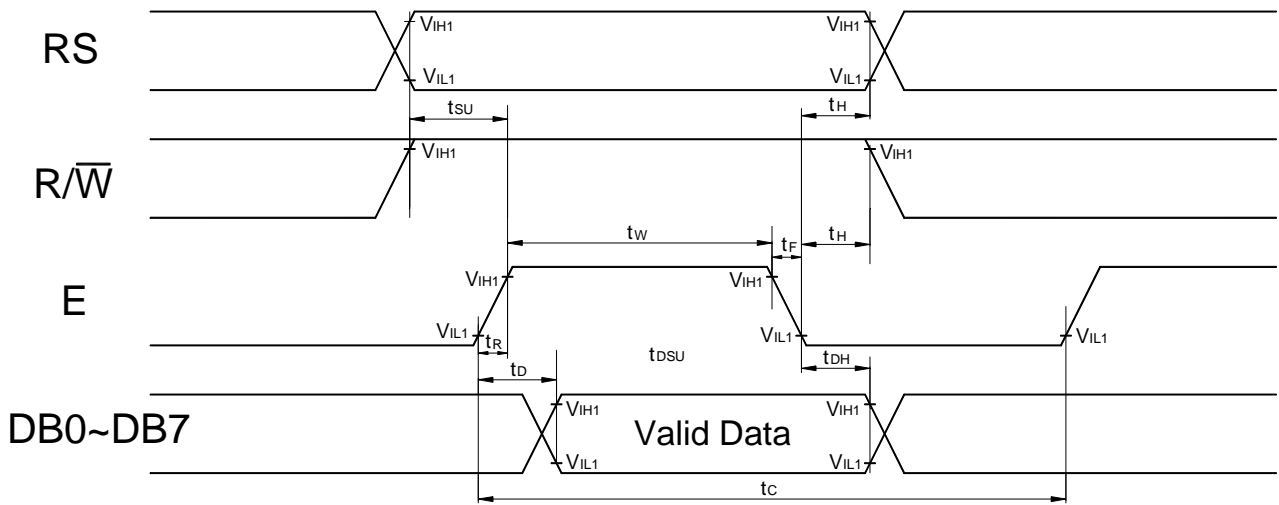 RS
VIH1
VIH1
VIL1
VIL1
tSU
tH
R/W̅
VIH1
VIH1
tW
tF
tH
E
VIH1
VIH1
VIL1
VIL1
VIL1
tR
tD
tDSU
tDH
DB0~DB7
VIH1
Valid Data
VIH1
VIL1
VIL1
tC